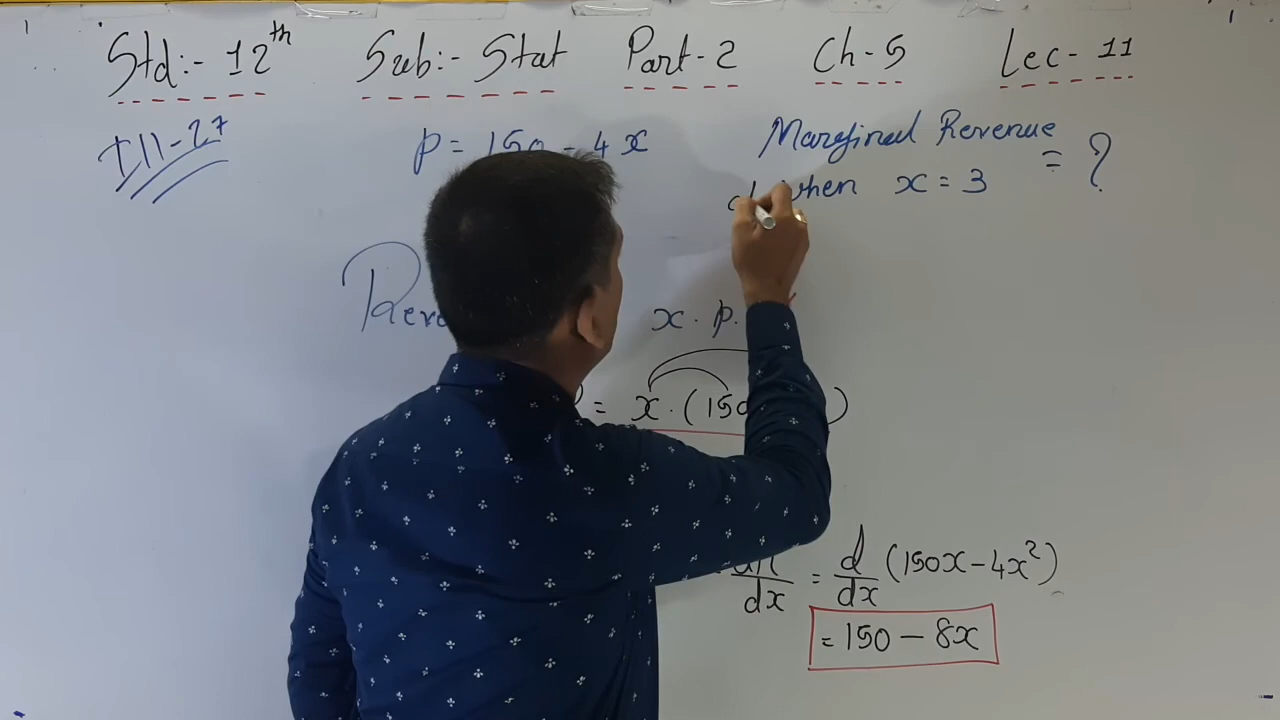 Std:- 12th Sub:- Stat Part-2 Ch-5 Lec-11
Ill-27 p = 150 - 4x Marginal Revenue
when x = 3 = ?
x . p.
= x . (150 )
dx = d/dx (150x - 4x²)
= 150 - 8x